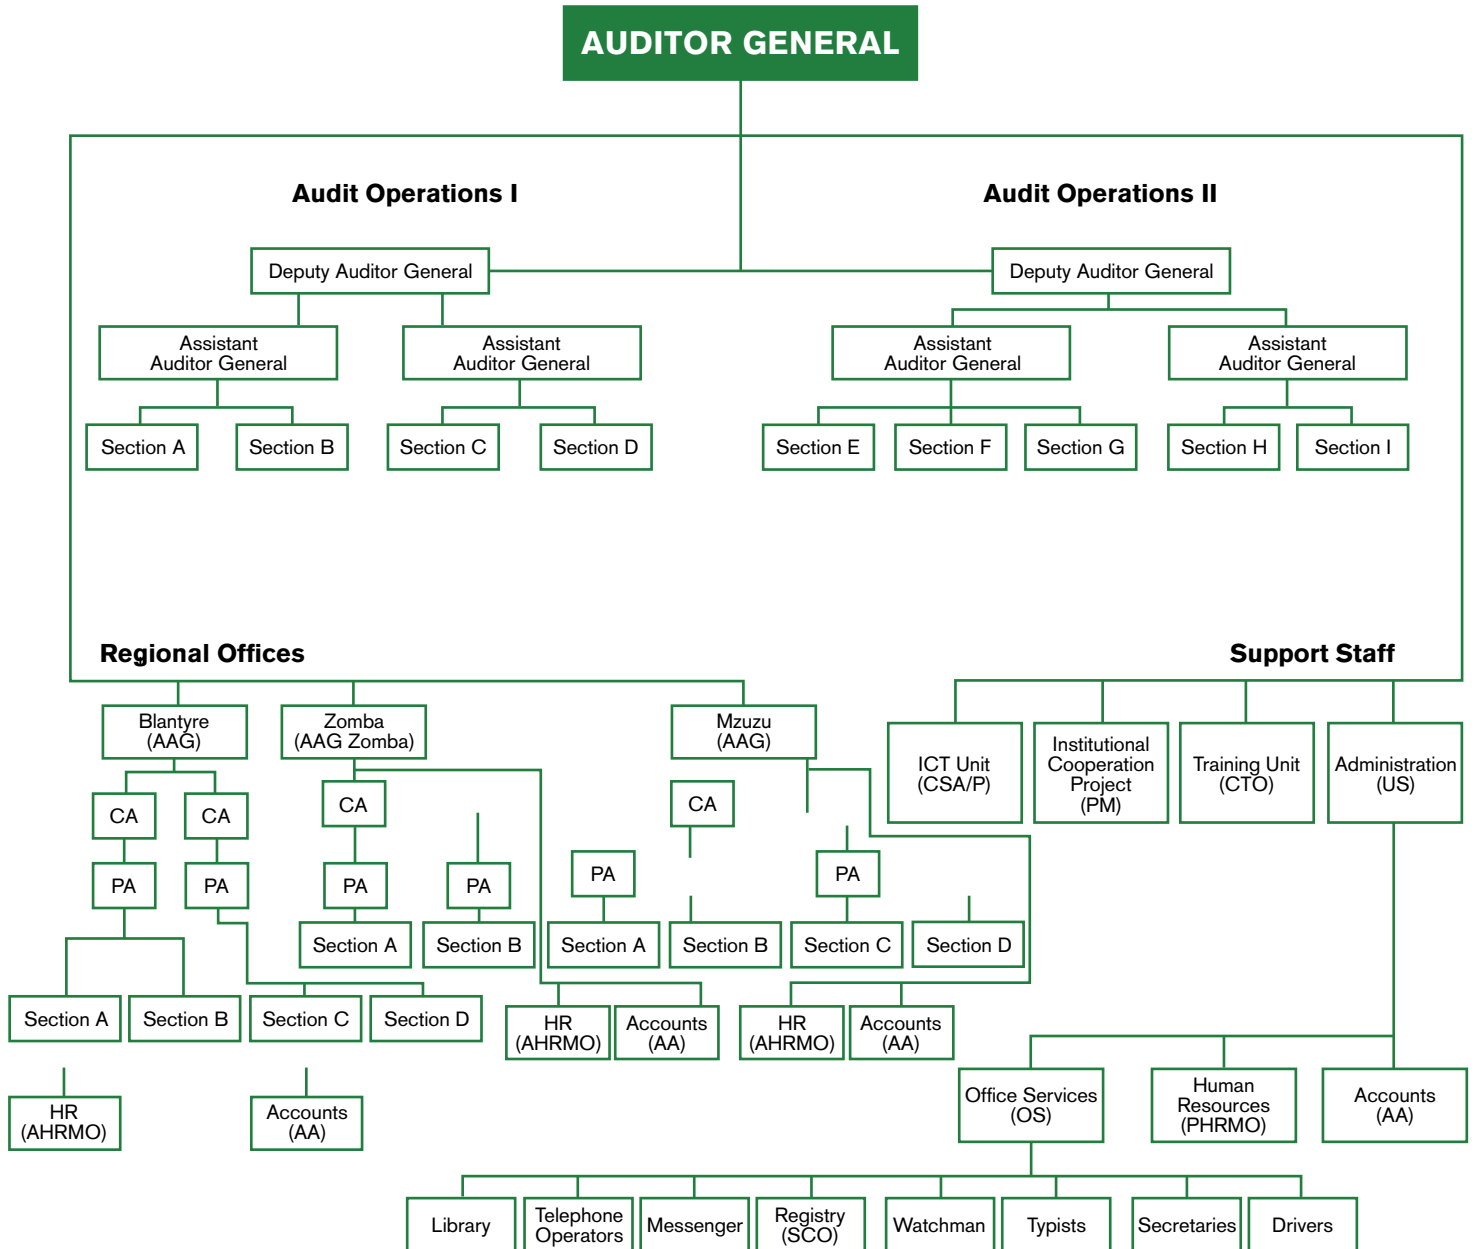 AUDITOR GENERAL
Audit Operations I
Audit Operations II
Deputy Auditor General
Deputy Auditor General
Assistant
Auditor General
Assistant
Auditor General
Assistant
Auditor General
Assistant
Auditor General
Section A
Section B
Section C
Section D
Section E
Section F
Section G
Section H
Section I
Regional Offices
Support Staff
Blantyre
(AAG)
Zomba
(AAG Zomba)
Mzuzu
(AAG)
ICT Unit
(CSA/P)
Institutional
Cooperation
Project
(PM)
Training Unit
(CTO)
Administration
(US)
CA
CA
CA
CA
PA
PA
PA
PA
PA
PA
Section A
Section B
Section A
Section B
Section C
Section D
Section A
Section B
Section C
Section D
HR
(AHRMO)
Accounts
(AA)
HR
(AHRMO)
Accounts
(AA)
HR
(AHRMO)
Accounts
(AA)
Office Services
(OS)
Human
Resources
(PHRMO)
Accounts
(AA)
Library
Telephone
Operators
Messenger
Registry
(SCO)
Watchman
Typists
Secretaries
Drivers